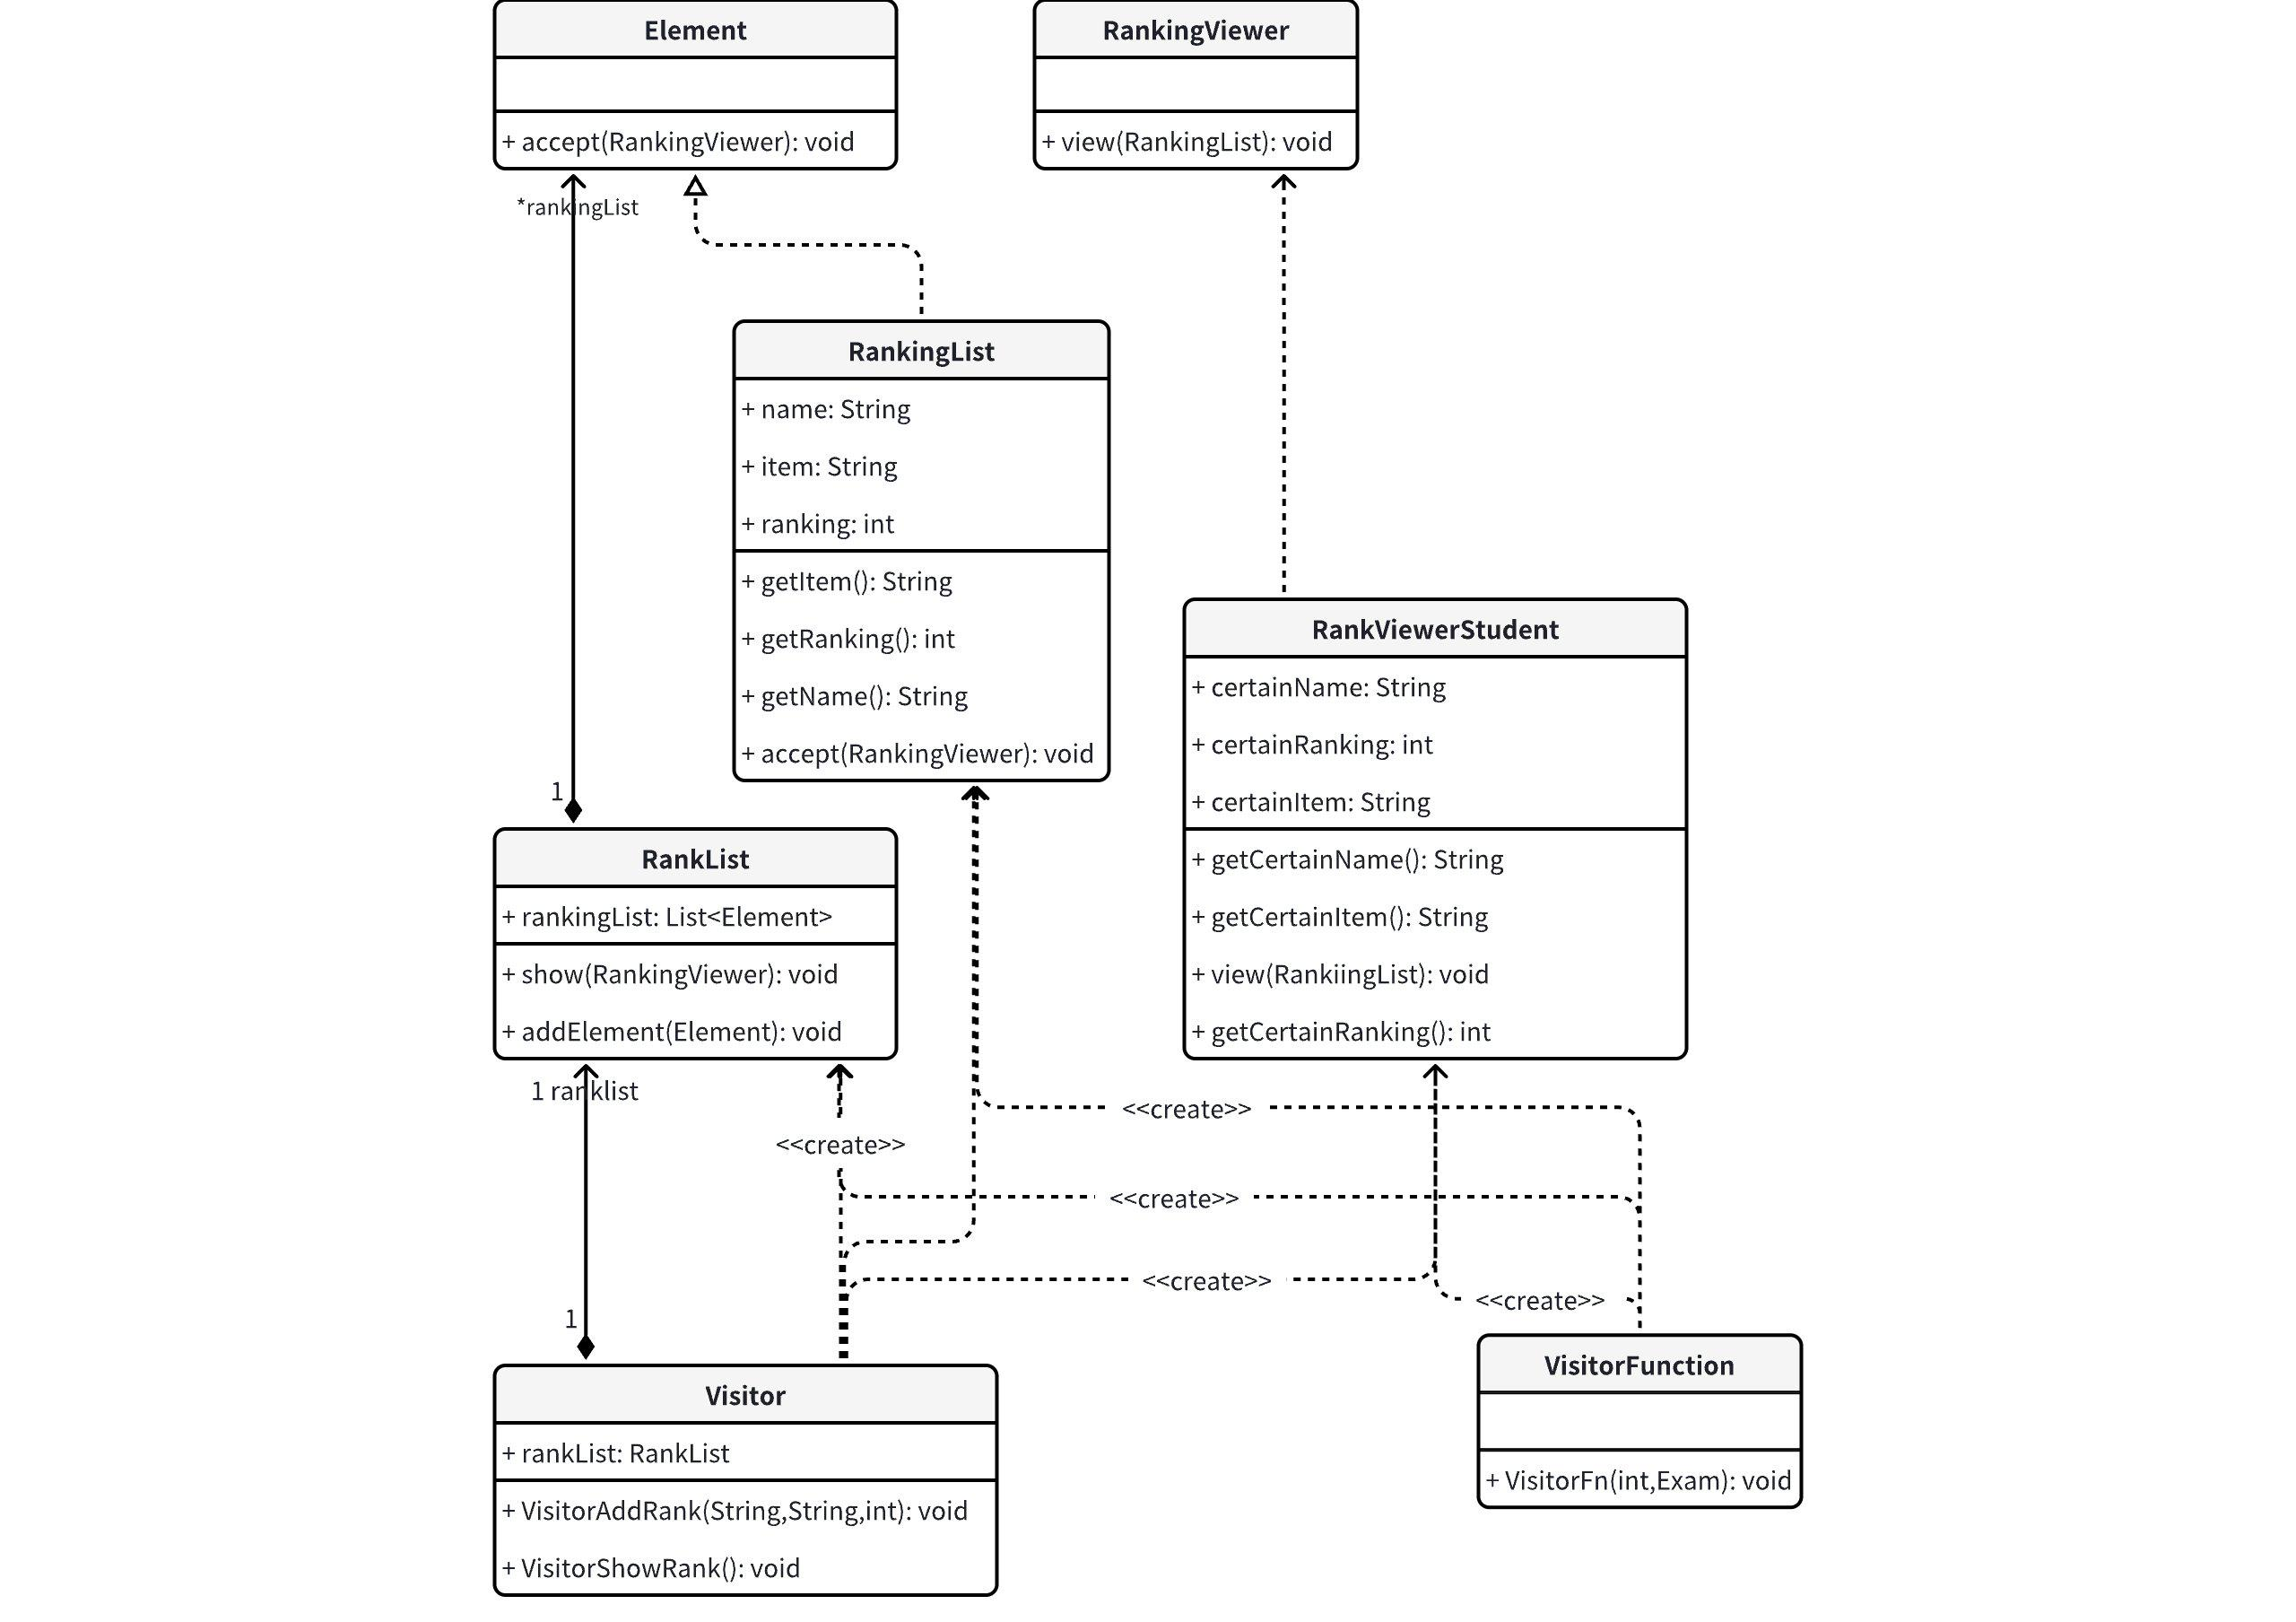 Element
+ accept(RankingViewer): void
RankingViewer
+ view(RankingList): void
*rankingList
RankingList
+ name: String
+ item: String
+ ranking: int
+ getItem(): String
+ getRanking(): int
+ getName(): String
+ accept(RankingViewer): void
RankViewerStudent
+ certainName: String
+ certainRanking: int
+ certainItem: String
+ getCertainName(): String
+ getCertainItem(): String
+ view(RankiingList): void
+ getCertainRanking(): int
1
RankList
+ rankingList: List<Element>
+ show(RankingViewer): void
+ addElement(Element): void
1 ranklist
<<create>>
<<create>>
<<create>>
<<create>>
<<create>>
1
Visitor
+ rankList: RankList
+ VisitorAddRank(String,String,int): void
+ VisitorShowRank(): void
VisitorFunction
+ VisitorFn(int,Exam): void